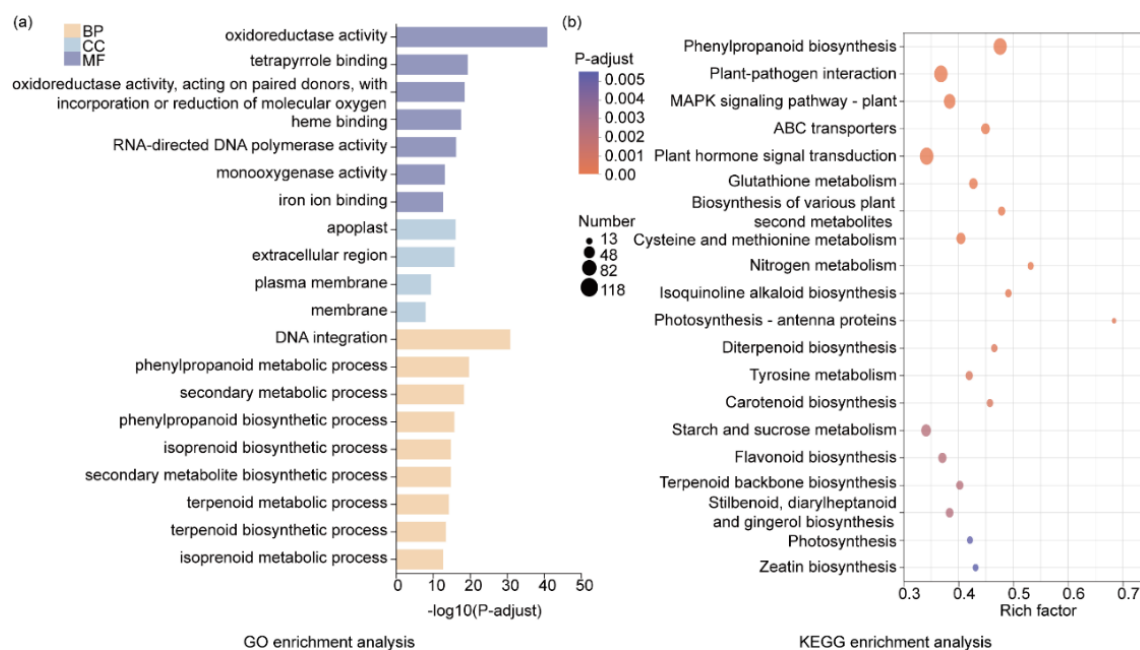 (a)
BP
CC
MF
oxidoreductase activity
tetrapyrrole binding
oxidoreductase activity, acting on paired donors, with
incorporation or reduction of molecular oxygen
heme binding
RNA-directed DNA polymerase activity
monooxygenase activity
iron ion binding
apoplast
extracellular region
plasma membrane
membrane
DNA integration
phenylpropanoid metabolic process
secondary metabolic process
phenylpropanoid biosynthetic process
isoprenoid biosynthetic process
secondary metabolite biosynthetic process
terpenoid metabolic process
terpenoid biosynthetic process
isoprenoid metabolic process
0 10 20 30 40 50
-log10(P-adjust)
GO enrichment analysis
(b)
P-adjust
0.005
0.004
0.003
0.002
0.001
0.00
Number
13
48
82
118
Phenylpropanoid biosynthesis
Plant-pathogen interaction
MAPK signaling pathway - plant
ABC transporters
Plant hormone signal transduction
Glutathione metabolism
Biosynthesis of various plant
second metabolites
Cysteine and methionine metabolism
Nitrogen metabolism
Isoquinoline alkaloid biosynthesis
Photosynthesis - antenna proteins
Diterpenoid biosynthesis
Tyrosine metabolism
Carotenoid biosynthesis
Starch and sucrose metabolism
Flavonoid biosynthesis
Terpenoid backbone biosynthesis
Stilbenoid, diarylheptanoid
and gingerol biosynthesis
Photosynthesis
Zeatin biosynthesis
0.3 0.4 0.5 0.6 0.7
Rich factor
KEGG enrichment analysis